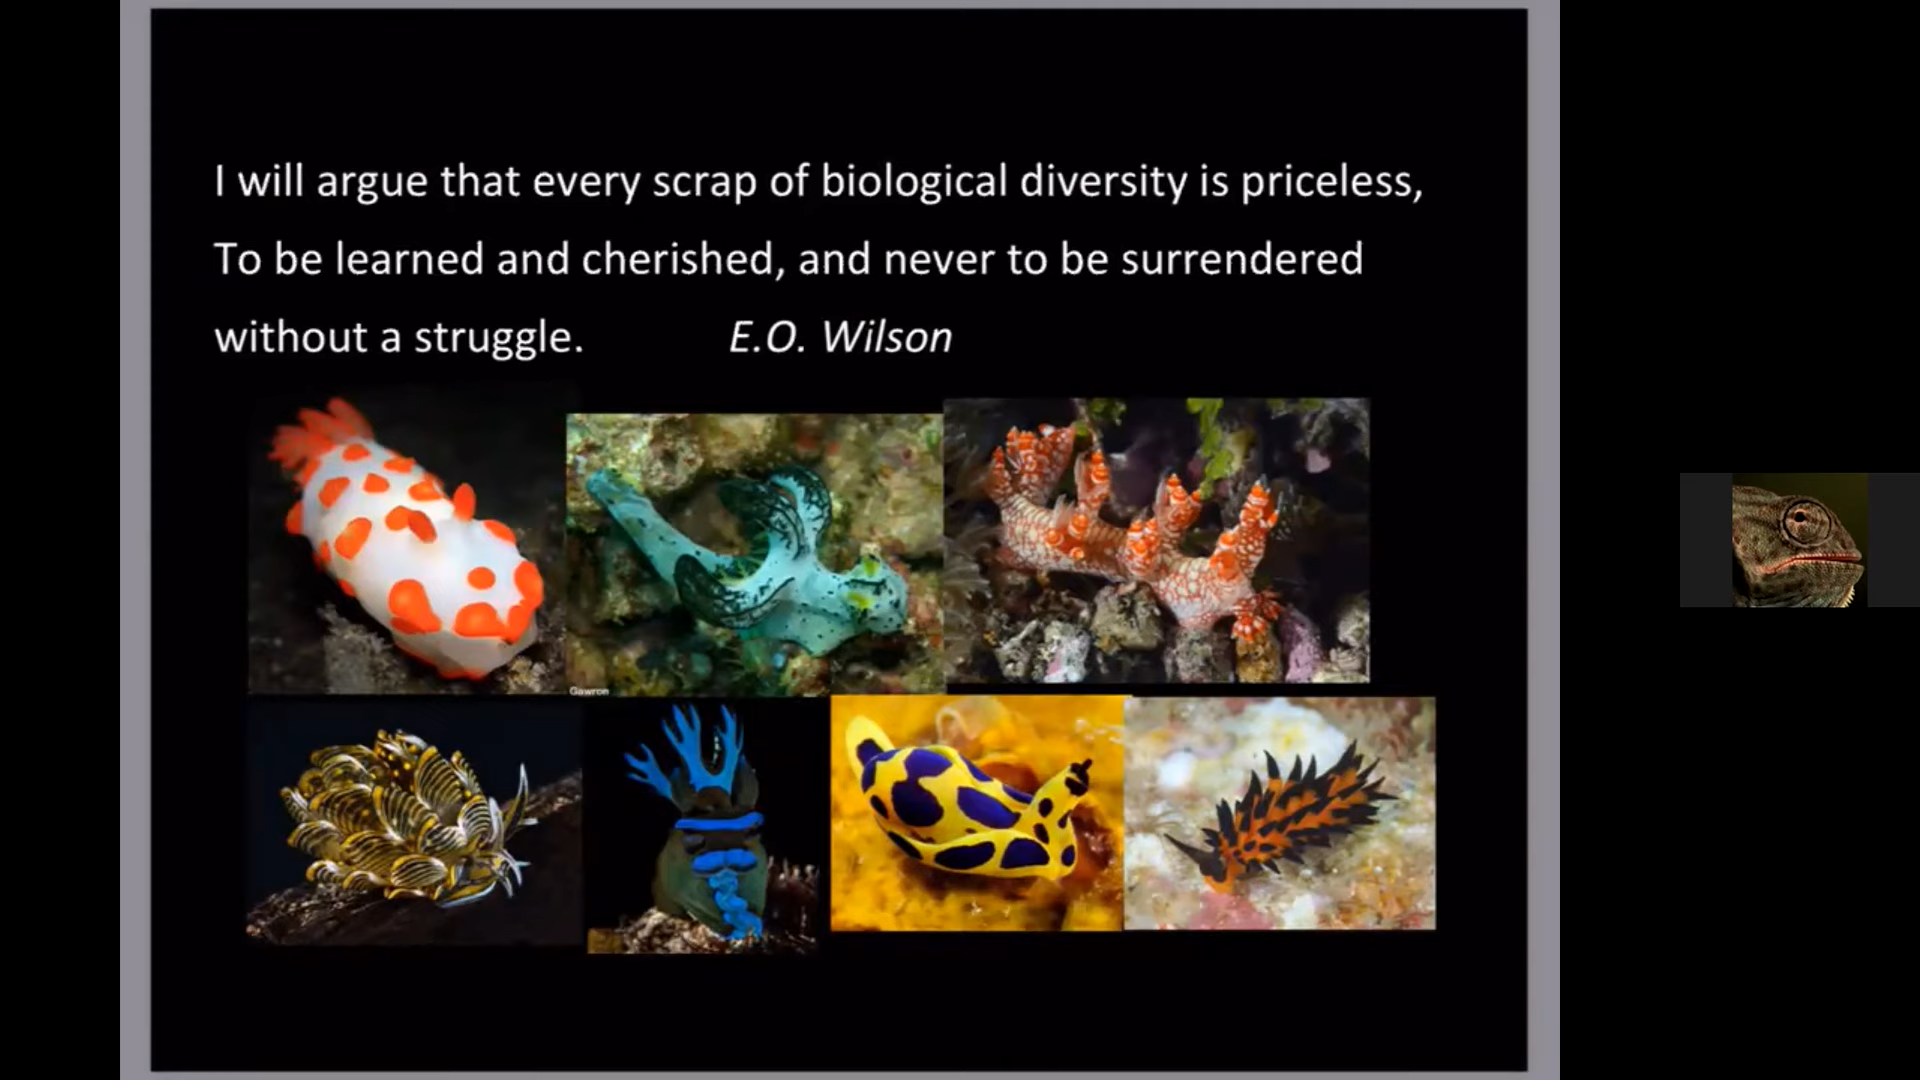 I will argue that every scrap of biological diversity is priceless,
To be learned and cherished, and never to be surrendered
without a struggle. E.O. Wilson
Gawron